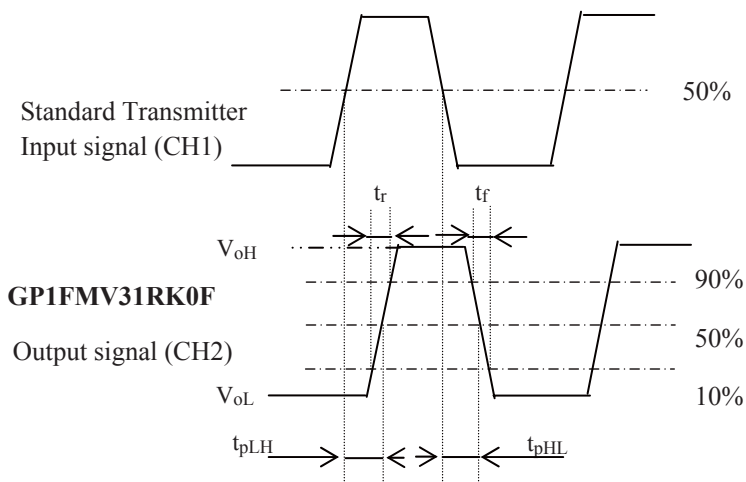 50%
Standard Transmitter
Input signal (CH1)
tr tf
VoH
90%
GP1FMV31RK0F
50%
Output signal (CH2)
VoL
10%
tpLH tpHL